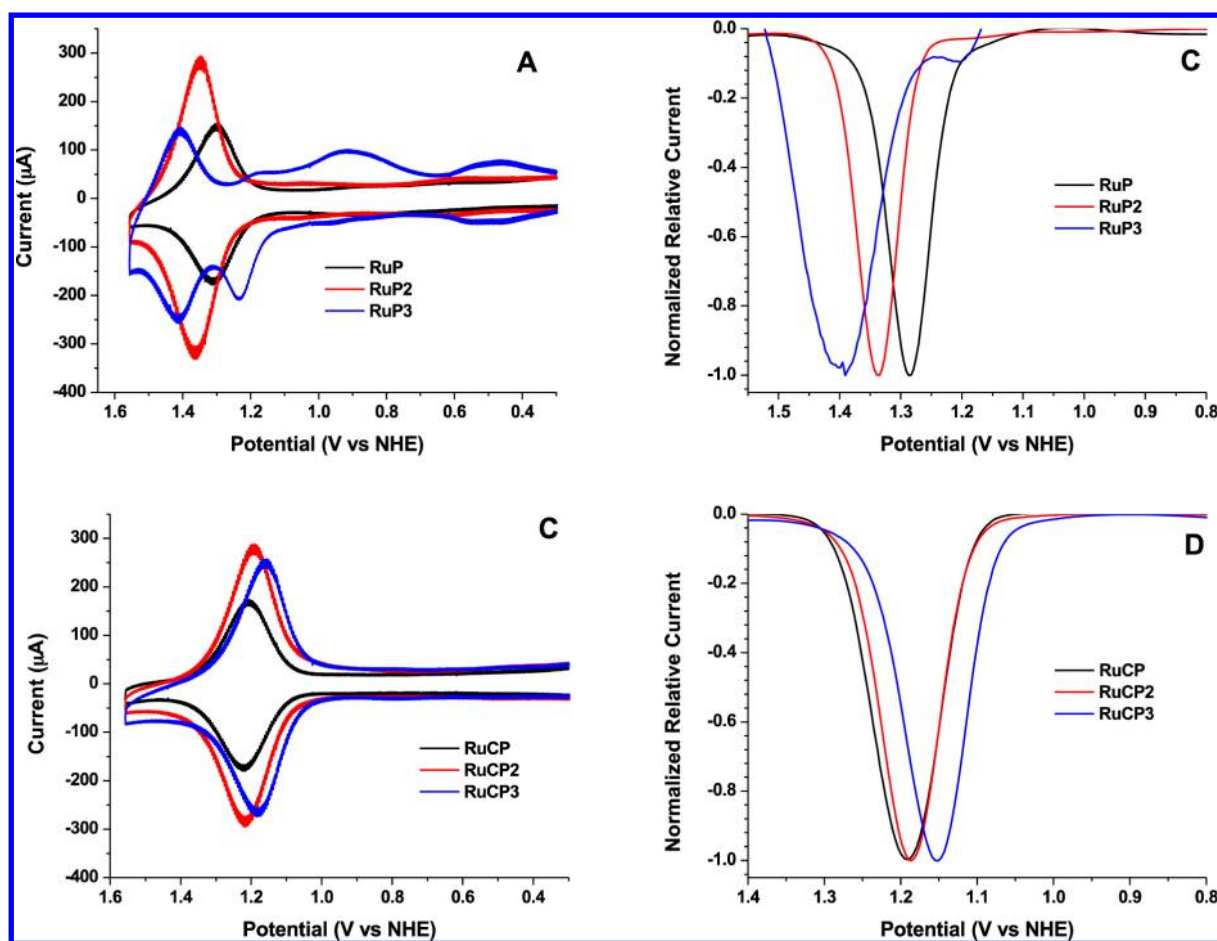 A
Current (µA)
300
200
100
0
-100
-200
-300
-400
RuP
RuP2
RuP3
1.6 1.4 1.2 1.0 0.8 0.6 0.4
Potential (V vs NHE)
C
Normalized Relative Current
0.0
-0.2
-0.4
-0.6
-0.8
-1.0
RuP
RuP2
RuP3
1.5 1.4 1.3 1.2 1.1 1.0 0.9 0.8
Potential (V vs NHE)
C
Current (µA)
300
200
100
0
-100
-200
-300
-400
RuCP
RuCP2
RuCP3
1.6 1.4 1.2 1.0 0.8 0.6 0.4
Potential (V vs NHE)
D
Normalized Relative Current
0.0
-0.2
-0.4
-0.6
-0.8
-1.0
RuCP
RuCP2
RuCP3
1.4 1.3 1.2 1.1 1.0 0.9 0.8
Potential (V vs NHE)